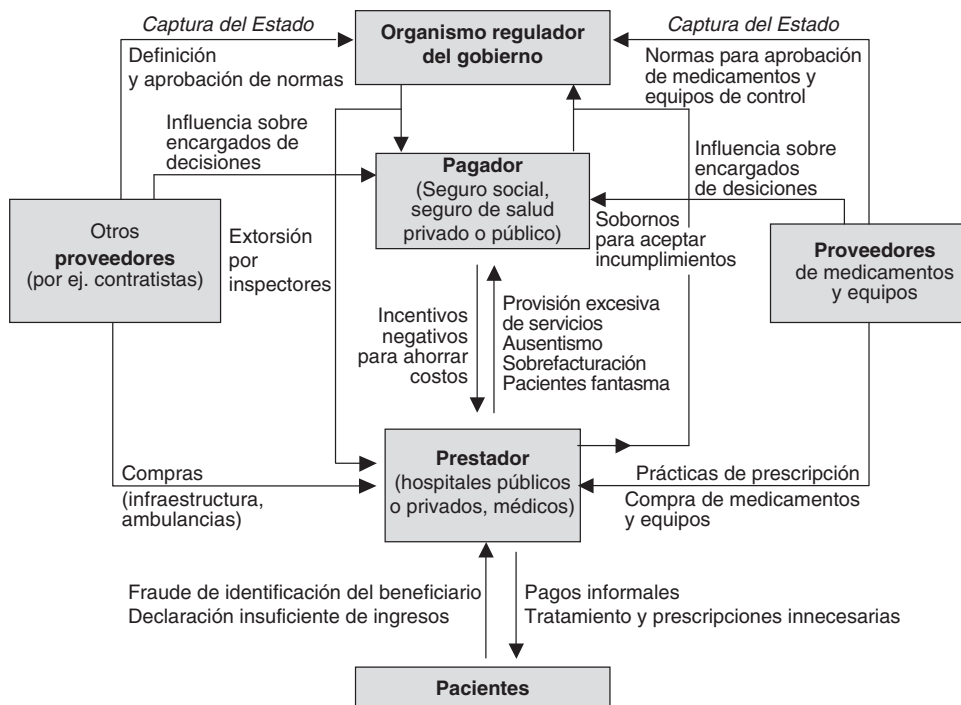 Captura del Estado
Organismo regulador
del gobierno
Captura del Estado
Definición
y aprobación de normas
Normas para aprobación
de medicamentos y
equipos de control
Influencia sobre
encargados de
decisiones
Influencia sobre
encargados
de desiciones
Pagador
(Seguro social,
seguro de salud
privado o público)
Otros
proveedores
(por ej. contratistas)
Extorsión
por
inspectores
Sobornos
para aceptar
incumplimientos
Proveedores
de medicamentos
y equipos
Incentivos
negativos
para ahorrar
costos
Provisión excesiva
de servicios
Ausentismo
Sobrefacturación
Pacientes fantasma
Compras
(infraestructura,
ambulancias)
Prestador
(hospitales públicos
o privados, médicos)
Prácticas de prescripción
Compra de medicamentos
y equipos
Fraude de identificación del beneficiario
Declaración insuficiente de ingresos
Pagos informales
Tratamiento y prescripciones innecesarias
Pacientes